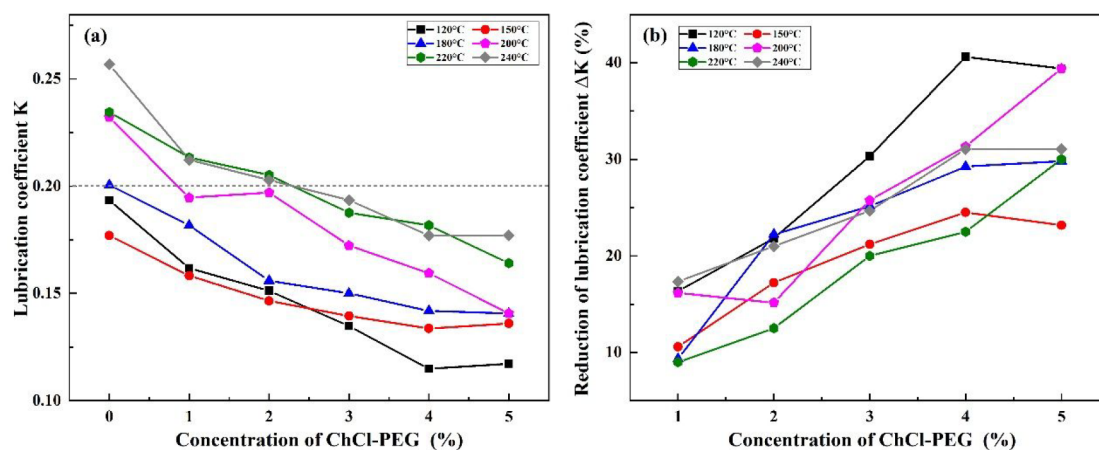 (a)
120°C 150°C
180°C 200°C
220°C 240°C
Lubrication coefficient K
0.25
0.20
0.15
0.10
0 1 2 3 4 5
Concentration of ChCl-PEG (%)
(b)
120°C 150°C
180°C 200°C
220°C 240°C
Reduction of lubrication coefficient ΔK (%)
40
30
20
10
1 2 3 4 5
Concentration of ChCl-PEG (%)